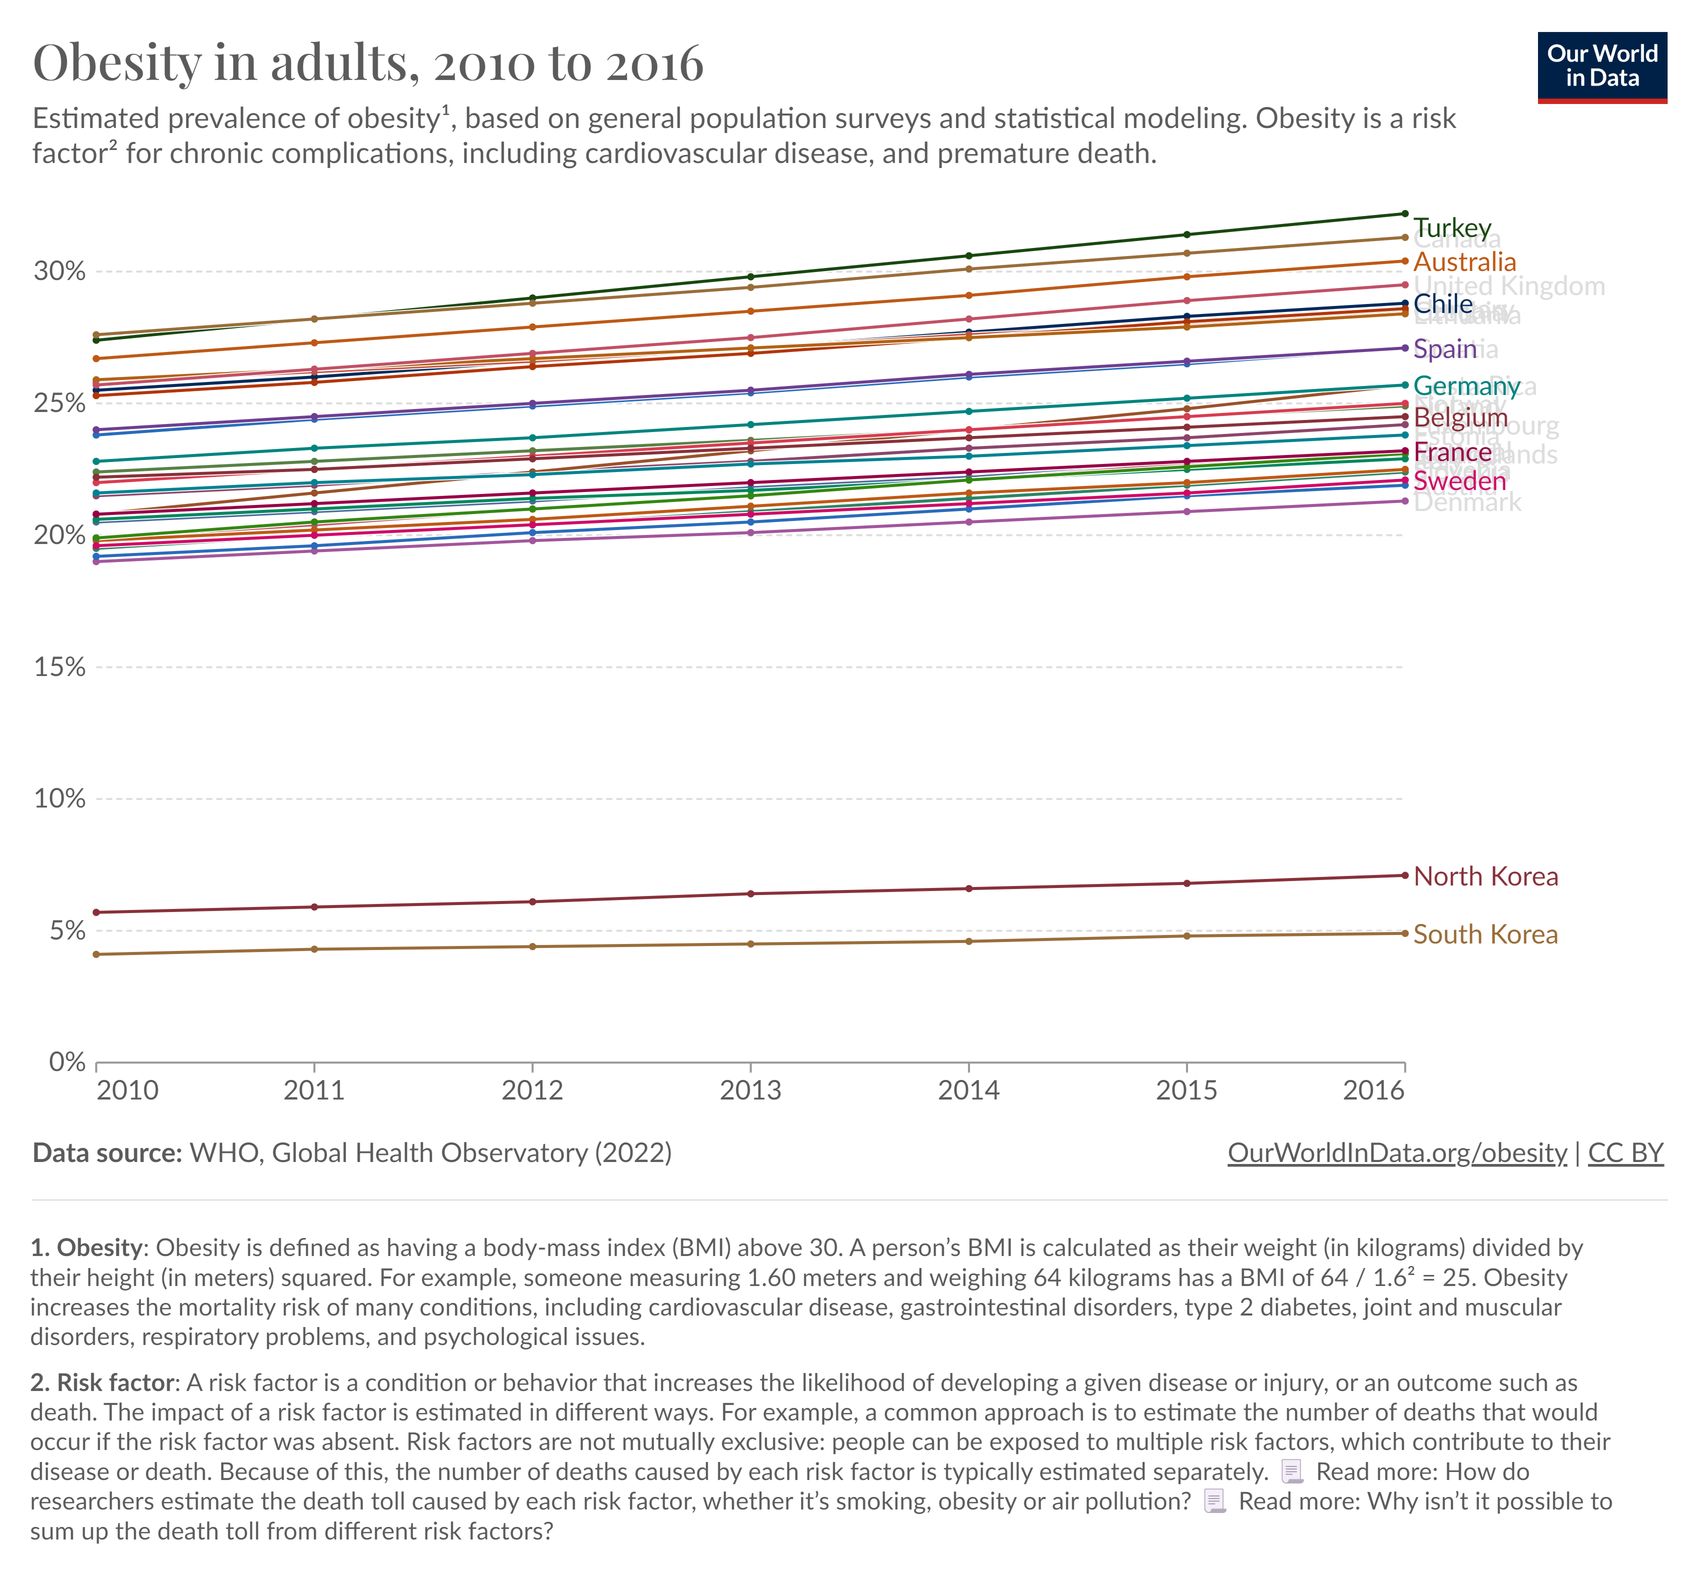 Obesity in adults, 2010 to 2016
Our World
in Data
Estimated prevalence of obesity¹, based on general population surveys and statistical modeling. Obesity is a risk
factor² for chronic complications, including cardiovascular disease, and premature death.
Turkey
Canada
30%
Australia
United Kingdom
Chile
Lithuania
Spain
Germany
25%
Belgium
Estonia
France
Sweden
Denmark
20%
15%
10%
North Korea
5%
South Korea
0%
2010 2011 2012 2013 2014 2015 2016
Data source: WHO, Global Health Observatory (2022)
OurWorldInData.org/obesity | CC BY
1. Obesity: Obesity is defined as having a body-mass index (BMI) above 30. A person’s BMI is calculated as their weight (in kilograms) divided by
their height (in meters) squared. For example, someone measuring 1.60 meters and weighing 64 kilograms has a BMI of 64 / 1.6² = 25. Obesity
increases the mortality risk of many conditions, including cardiovascular disease, gastrointestinal disorders, type 2 diabetes, joint and muscular
disorders, respiratory problems, and psychological issues.
2. Risk factor: A risk factor is a condition or behavior that increases the likelihood of developing a given disease or injury, or an outcome such as
death. The impact of a risk factor is estimated in different ways. For example, a common approach is to estimate the number of deaths that would
occur if the risk factor was absent. Risk factors are not mutually exclusive: people can be exposed to multiple risk factors, which contribute to their
disease or death. Because of this, the number of deaths caused by each risk factor is typically estimated separately. Read more: How do
researchers estimate the death toll caused by each risk factor, whether it’s smoking, obesity or air pollution? Read more: Why isn’t it possible to
sum up the death toll from different risk factors?